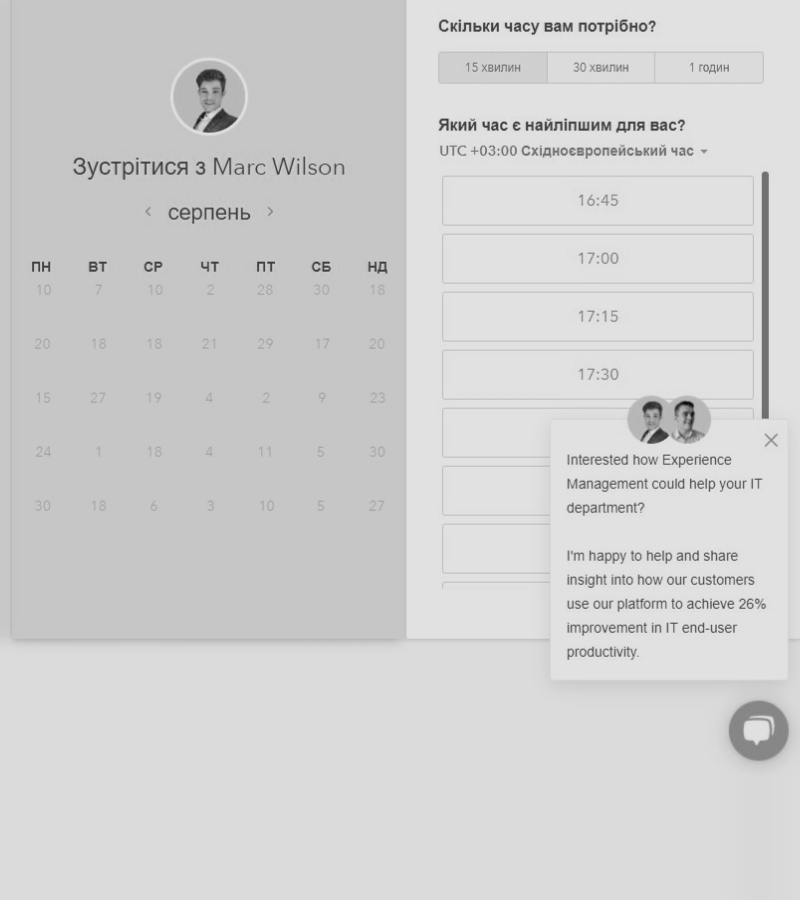 Зустрітися з Marc Wilson
серпень
ПН ВТ СР ЧТ ПТ СБ НД
10 7 10 2 28 30 18
20 18 18 21 29 17 20
15 27 19 4 2 9 23
24 1 18 4 11 5 30
30 18 6 3 10 5 27
Скільки часу вам потрібно?
15 хвилин 30 хвилин 1 годин
Який час є найліпшим для вас?
UTC +03:00 Східноєвропейський час
16:45
17:00
17:15
17:30
Interested how Experience
Management could help your IT
department?
I'm happy to help and share
insight into how our customers
use our platform to achieve 26%
improvement in IT end-user
productivity.